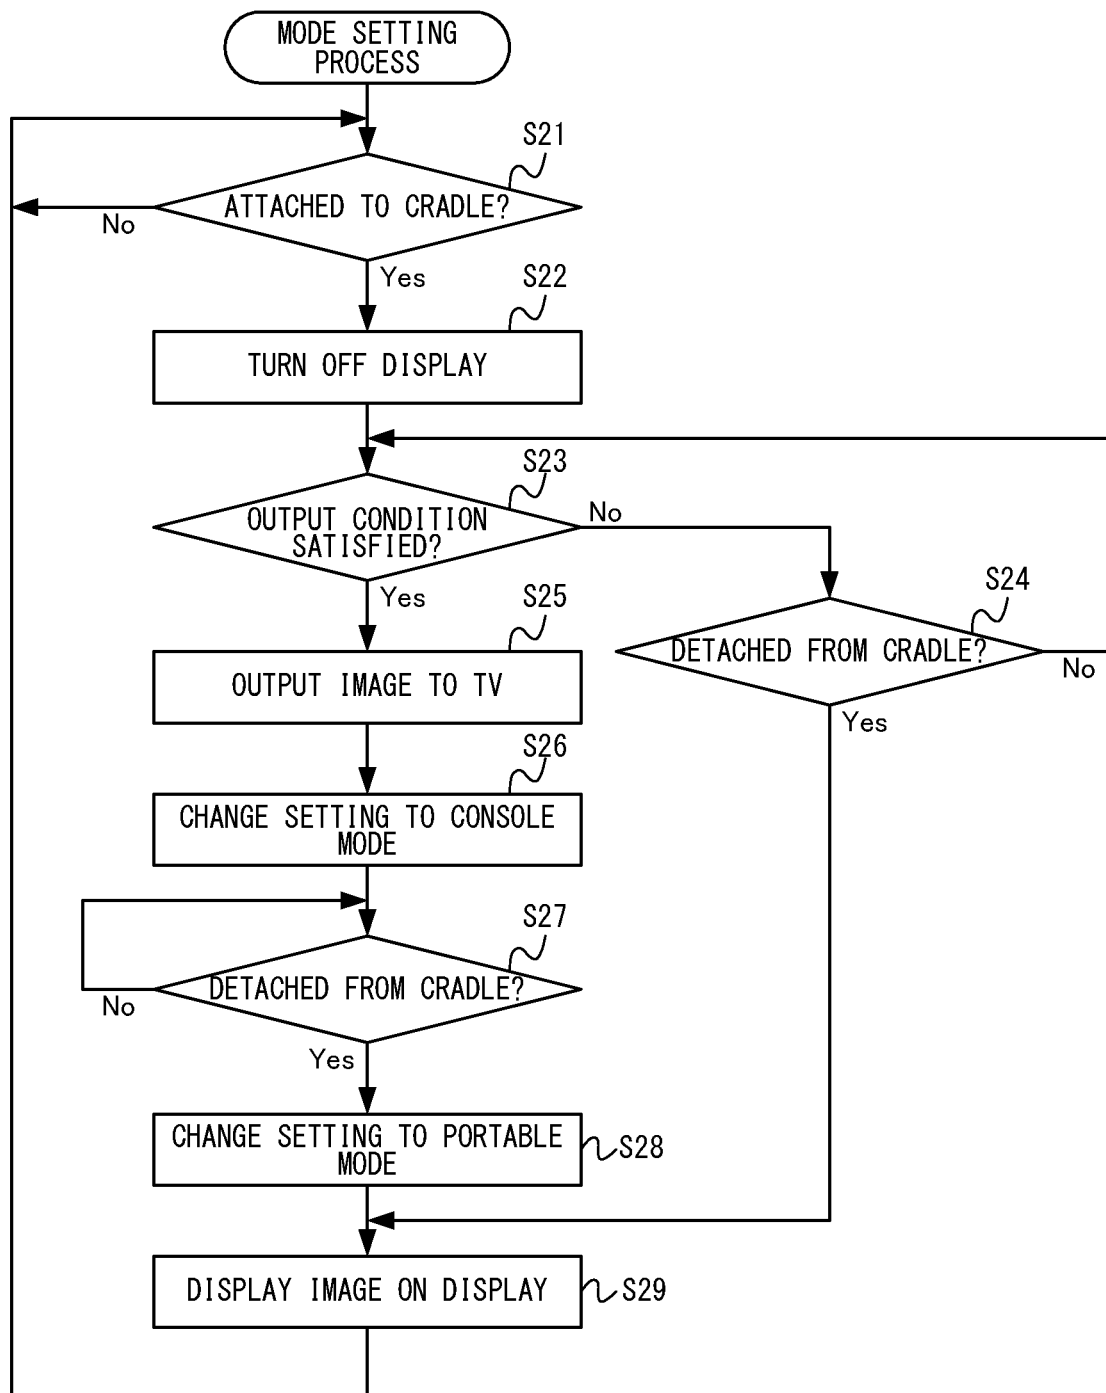 MODE SETTING
PROCESS
S21
ATTACHED TO CRADLE?
No
Yes
S22
TURN OFF DISPLAY
S23
OUTPUT CONDITION
SATISFIED?
No
Yes
S24
DETACHED FROM CRADLE?
No
Yes
S25
OUTPUT IMAGE TO TV
S26
CHANGE SETTING TO CONSOLE
MODE
S27
DETACHED FROM CRADLE?
No
Yes
CHANGE SETTING TO PORTABLE
MODE
S28
DISPLAY IMAGE ON DISPLAY
S29